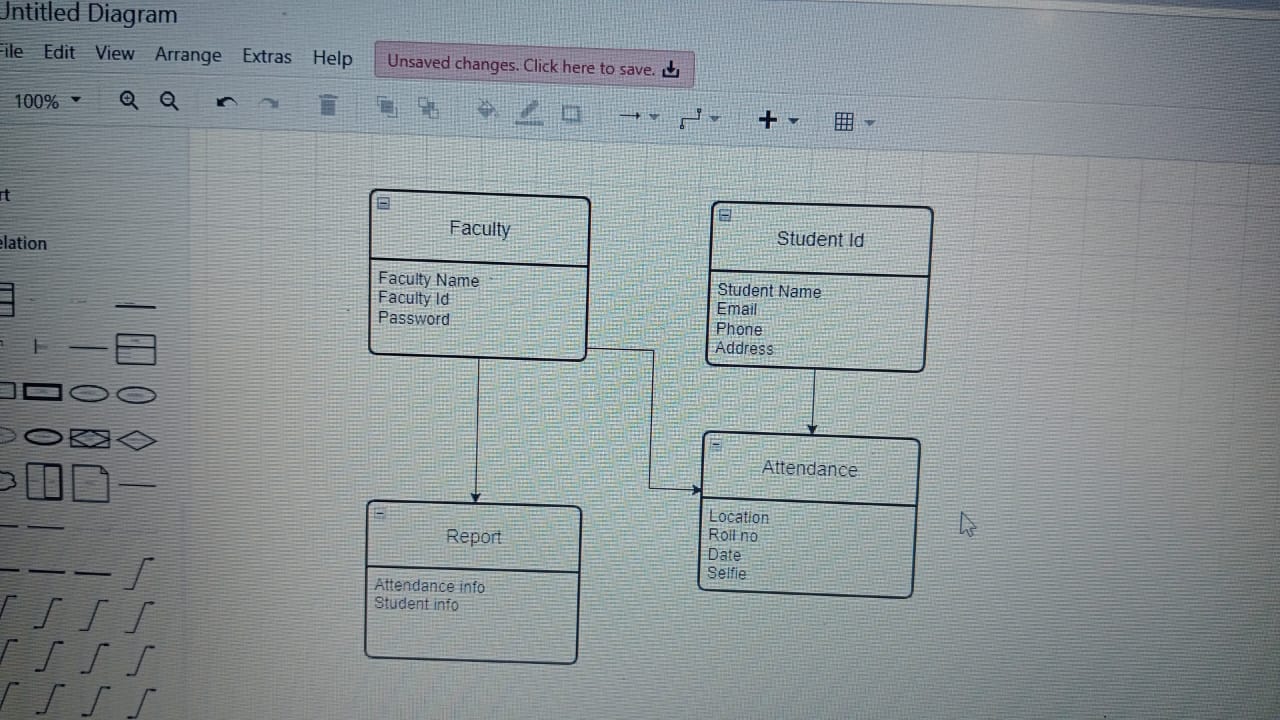 Untitled Diagram
File Edit View Arrange Extras Help Unsaved changes. Click here to save.
100%
Faculty
Faculty Name
Faculty Id
Password
Student Id
Student Name
Email
Phone
Address
Report
Attendance info
Student info
Attendance
Location
Roll no
Date
Selfie